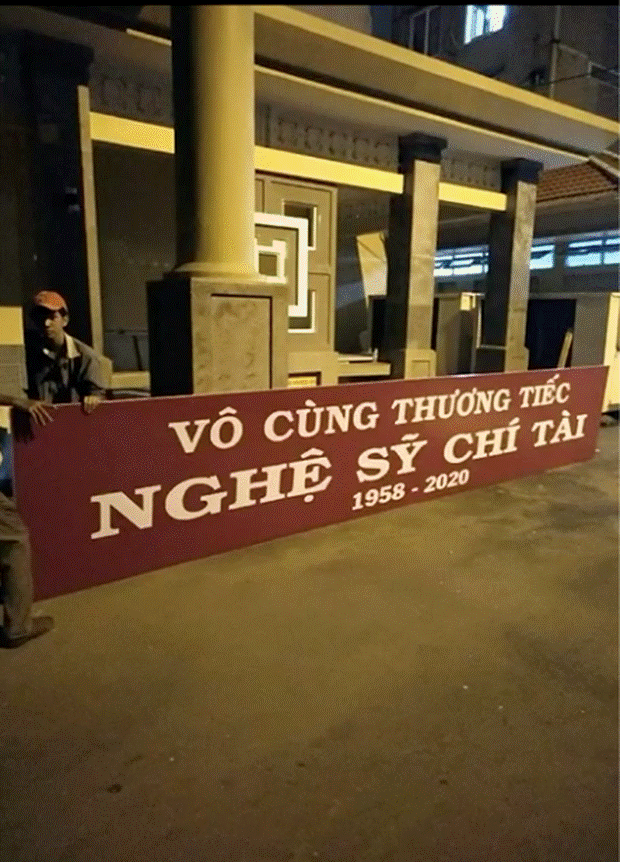 VÔ CÙNG THƯƠNG TIẾC
NGHỆ SỸ CHÍ TÀI
1958 - 2020